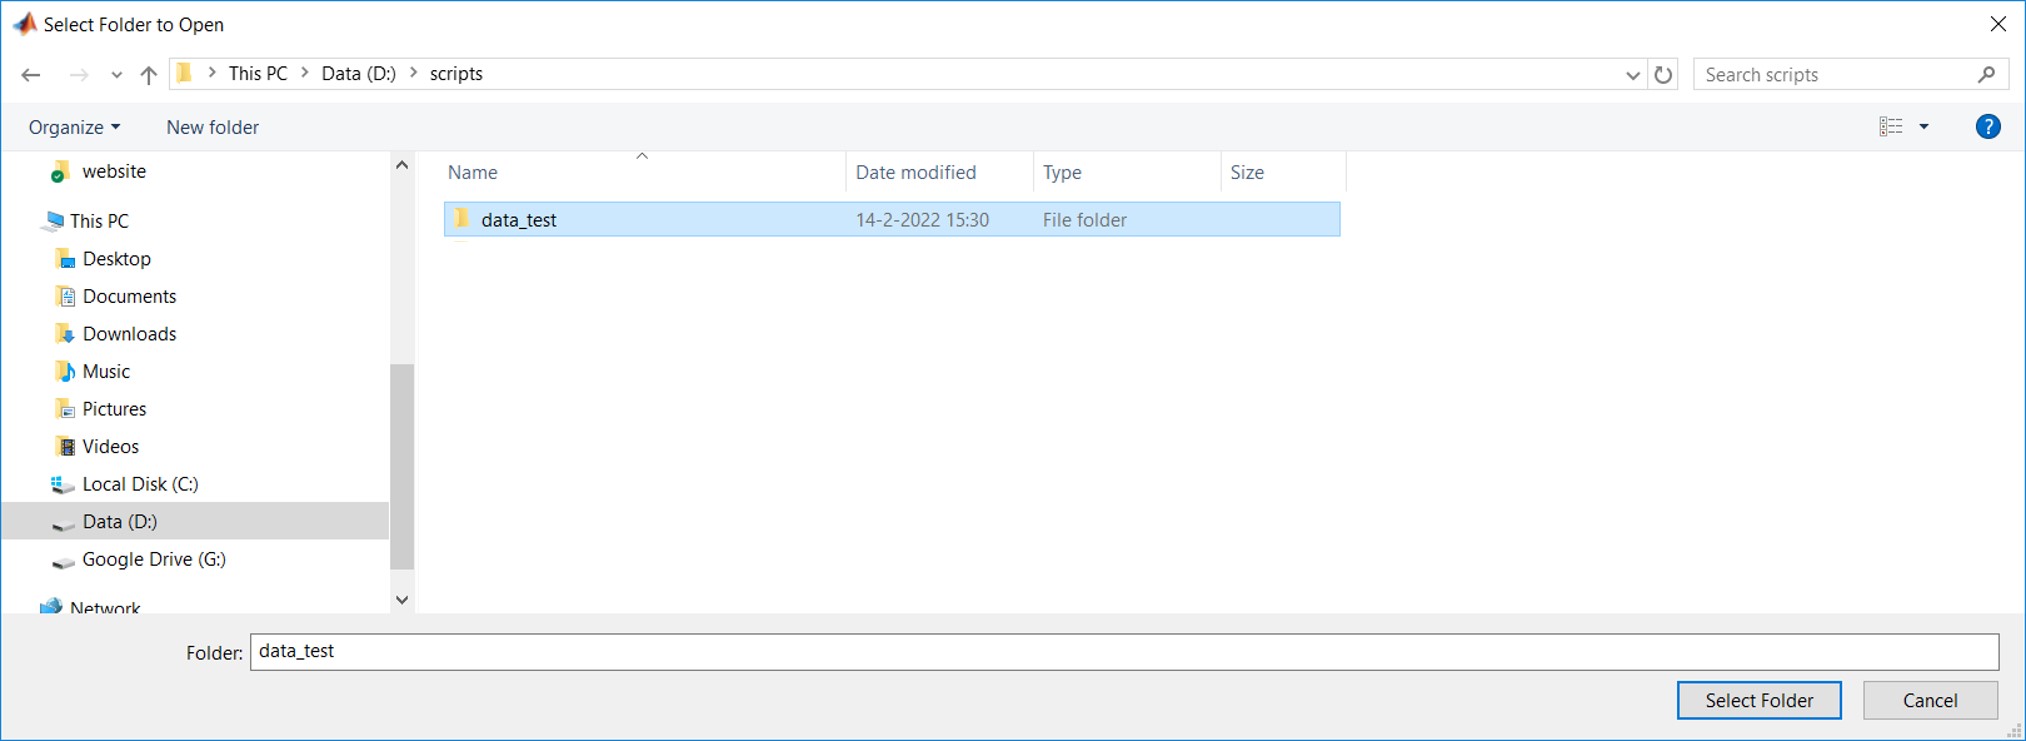 Select Folder to Open
This PC > Data (D:) > scripts
Search scripts
Organize
New folder
?
website
This PC
Desktop
Documents
Downloads
Music
Pictures
Videos
Local Disk (C:)
Data (D:)
Google Drive (G:)
Network
Name Date modified Type Size
data_test 14-2-2022 15:30 File folder
Folder: data_test
Select Folder
Cancel